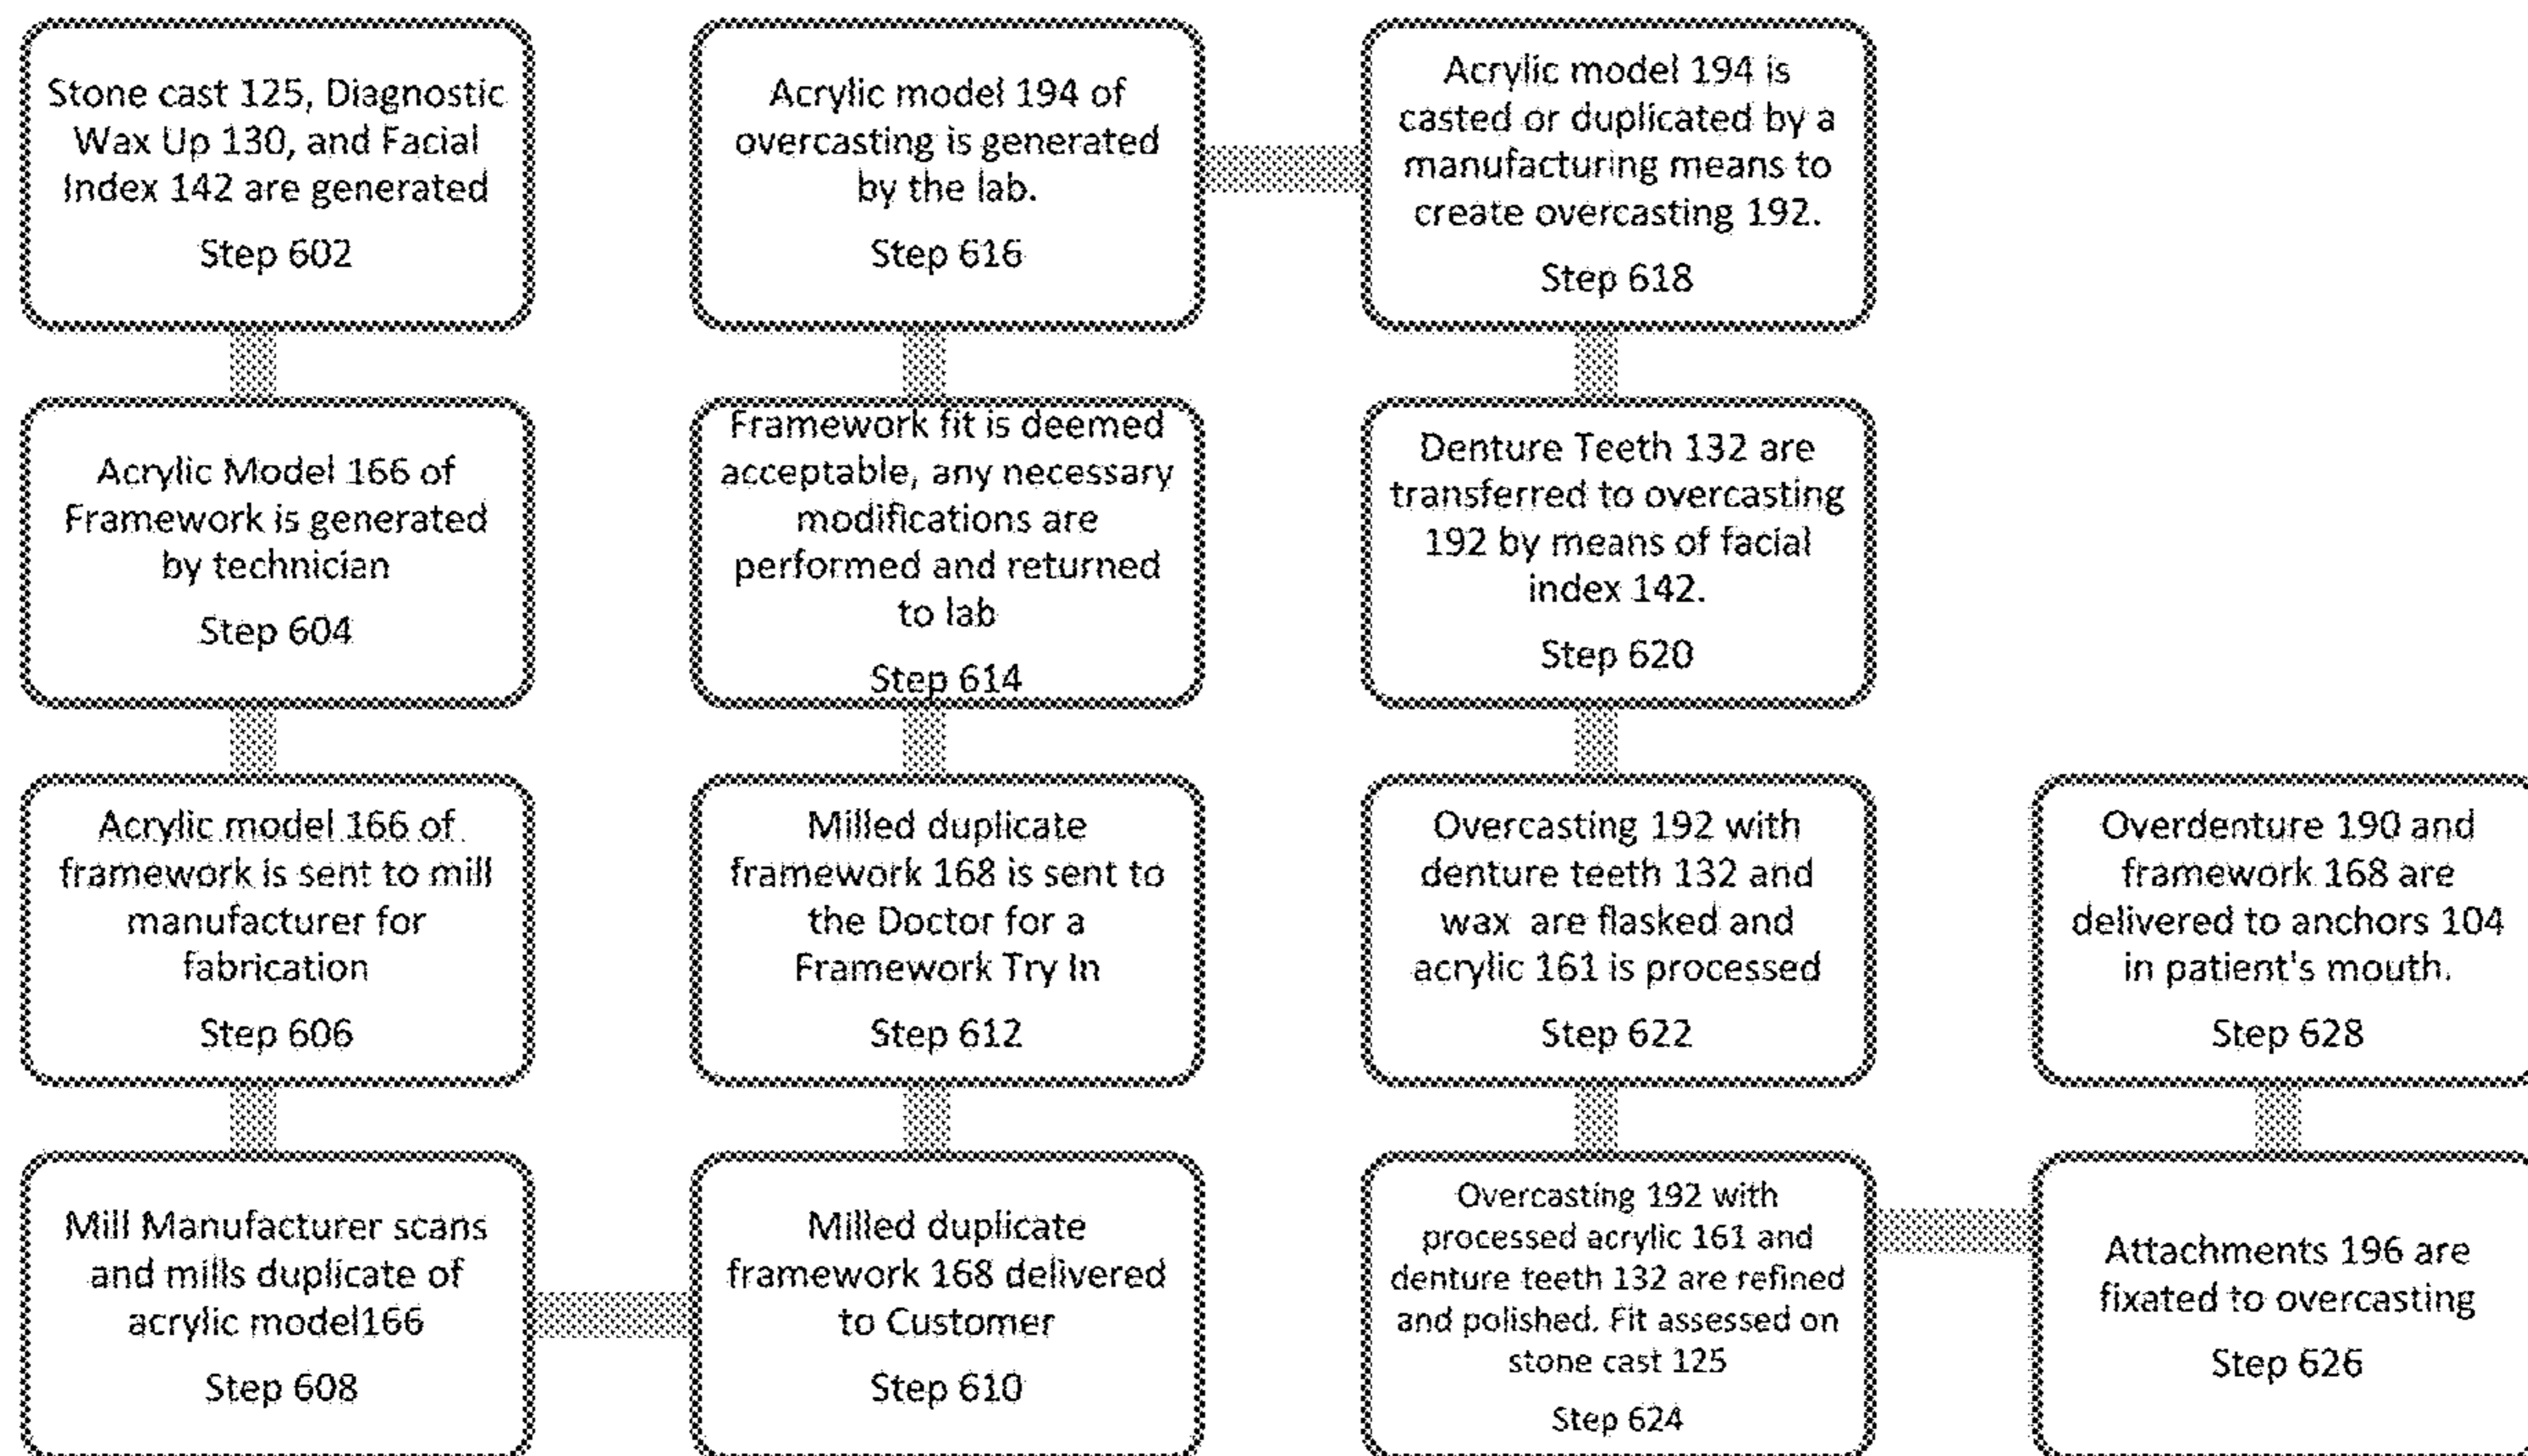 Stone cast 125, Diagnostic
Wax Up 130, and Facial
Index 142 are generated
Step 602
Acrylic Model 166 of
Framework is generated
by technician
Step 604
Acrylic model 166 of
framework is sent to mill
manufacturer for
fabrication
Step 606
Mill Manufacturer scans
and mills duplicate of
acrylic model166
Step 608
Milled duplicate
framework 168 delivered
to Customer
Step 610
Milled duplicate
framework 168 is sent to
the Doctor for a
Framework Try In
Step 612
Framework fit is deemed
acceptable, any necessary
modifications are
performed and returned
to lab
Step 614
Acrylic model 194 of
overcasting is generated
by the lab.
Step 616
Acrylic model 194 is
casted or duplicated by a
manufacturing means to
create overcasting 192.
Step 618
Denture Teeth 132 are
transferred to overcasting
192 by means of facial
index 142.
Step 620
Overcasting 192 with
denture teeth 132 and
wax are flasked and
acrylic 161 is processed
Step 622
Overcasting 192 with
processed acrylic 161 and
denture teeth 132 are refined
and polished. Fit assessed on
stone cast 125
Step 624
Attachments 196 are
fixated to overcasting
Step 626
Overdenture 190 and
framework 168 are
delivered to anchors 104
in patient's mouth.
Step 628